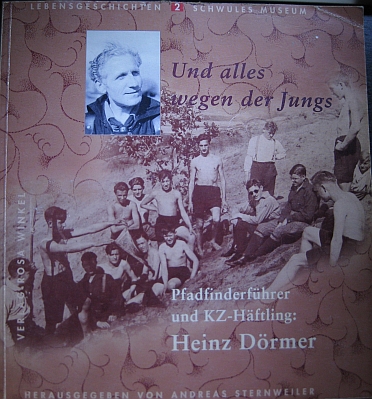 LEBENSGESCHICHTEN 2 SCHWULES MUSEUM
Und alles
wegen der Jungs
Pfadfinderführer
und KZ-Häftling:
Heinz Dörmer
VERLAG ROSA WINKEL
HERAUSGEGEBEN VON ANDREAS STERNWEILER